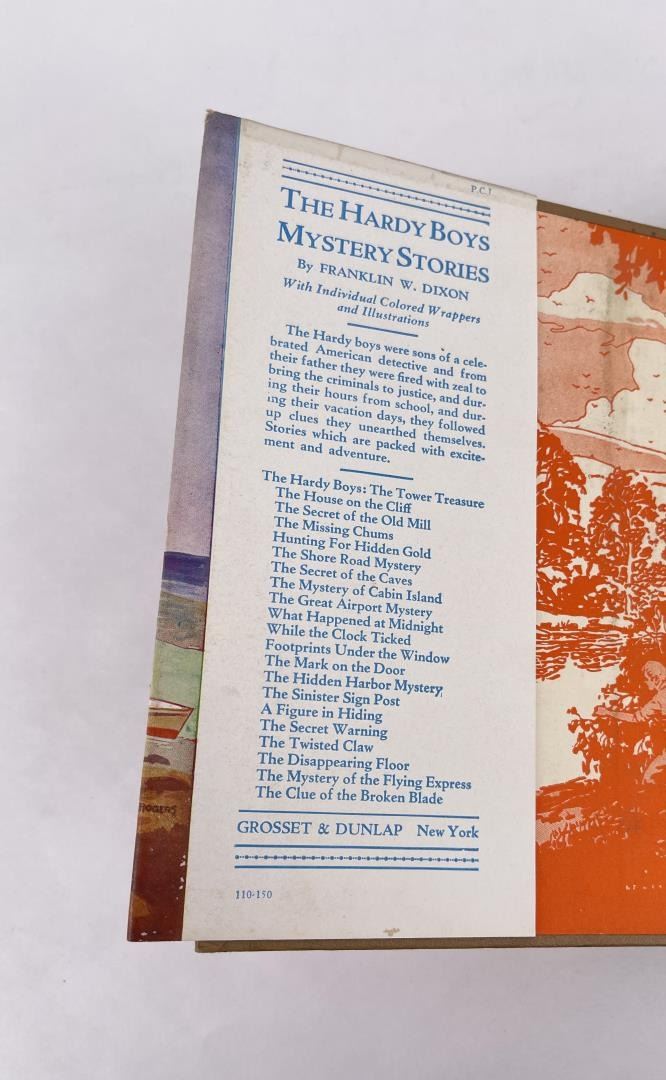 P.C.J.
THE HARDY BOYS
MYSTERY STORIES
By FRANKLIN W. DIXON
With Individual Colored Wrappers
and Illustrations
The Hardy boys were sons of a cele-
brated American detective and from
their father they were fired with zeal to
bring the criminals to justice, and dur-
ing their hours from school, and dur-
ing their vacation days, they followed
up clues they unearthed themselves.
Stories which are packed with excite-
ment and adventure.
The Hardy Boys: The Tower Treasure
The House on the Cliff
The Secret of the Old Mill
The Missing Chums
Hunting For Hidden Gold
The Shore Road Mystery
The Secret of the Caves
The Mystery of Cabin Island
The Great Airport Mystery
What Happened at Midnight
While the Clock Ticked
Footprints Under the Window
The Mark on the Door
The Hidden Harbor Mystery
The Sinister Sign Post
A Figure in Hiding
The Secret Warning
The Twisted Claw
The Disappearing Floor
The Mystery of the Flying Express
The Clue of the Broken Blade
GROSSET & DUNLAP New York
110-150
ROGERS